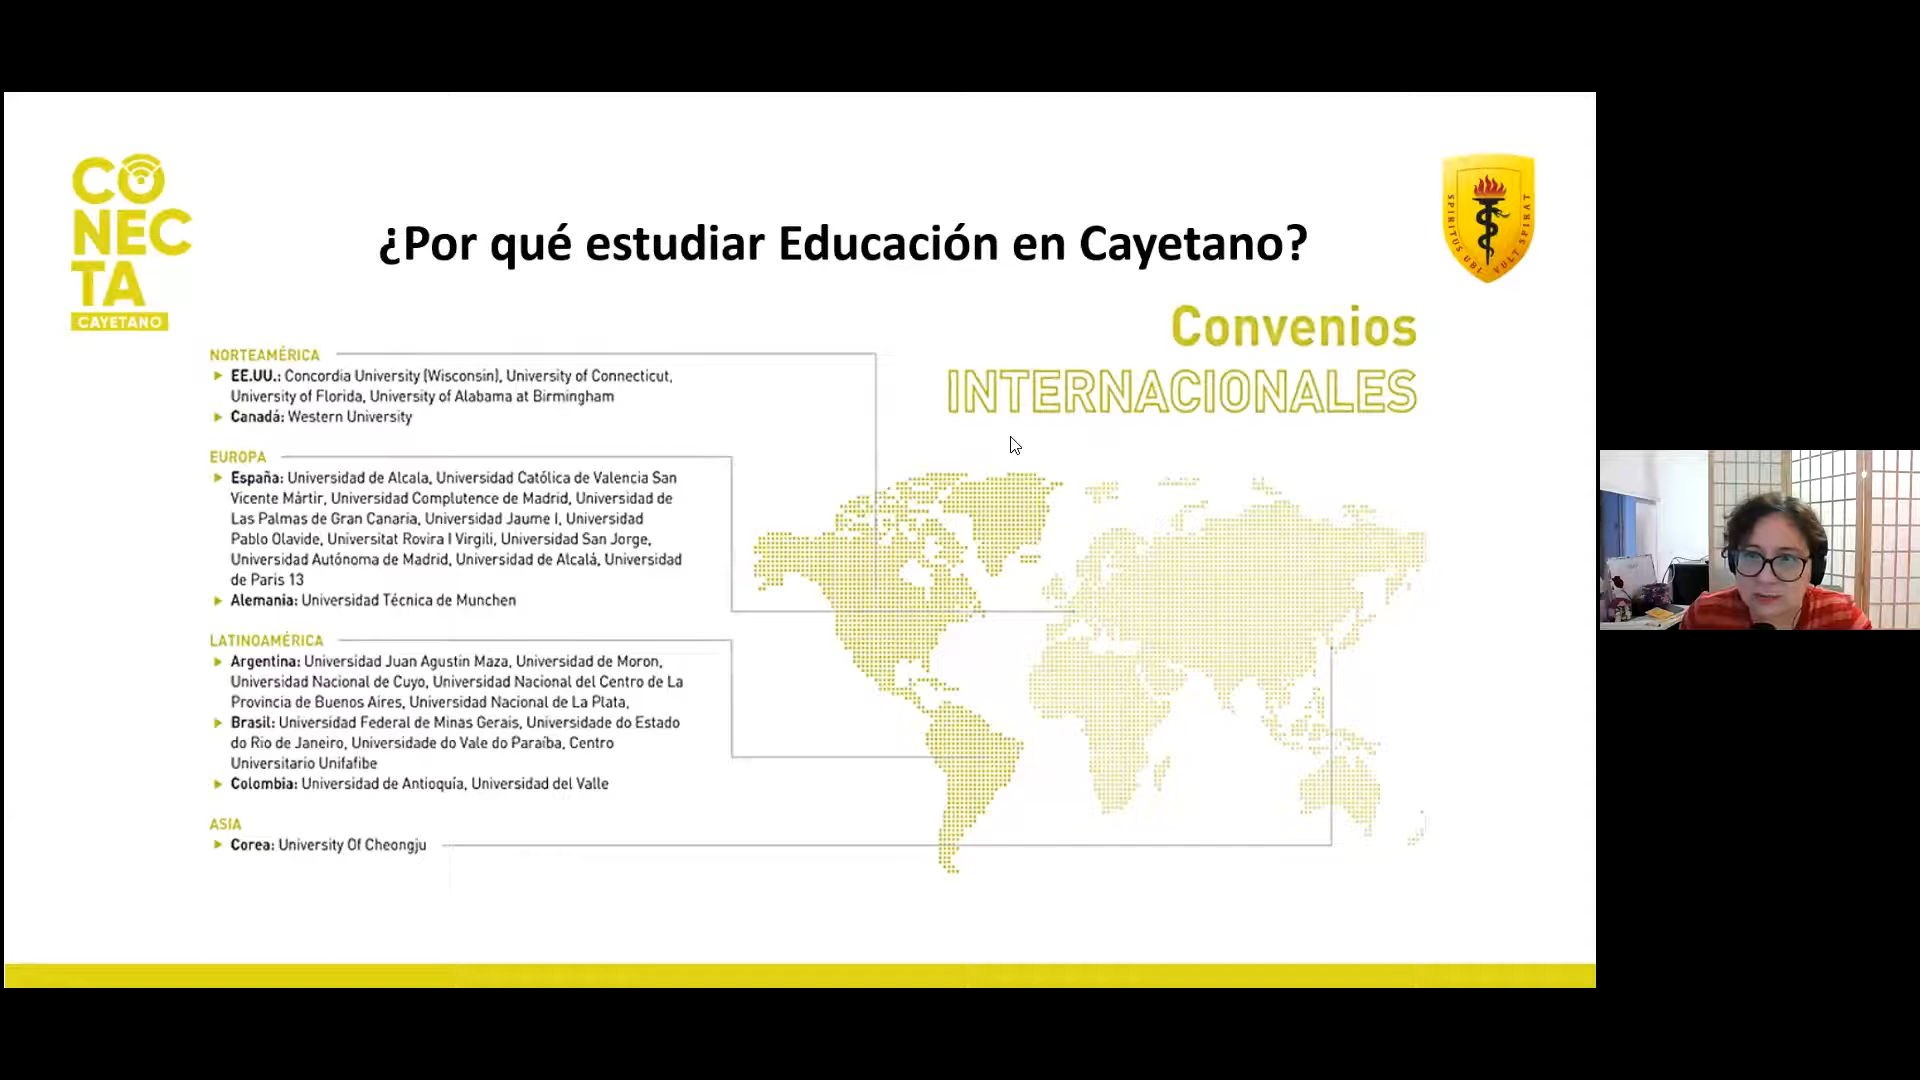 CO
NEC
TA
CAYETANO
¿Por qué estudiar Educación en Cayetano?
SPIRITUS UBI VULT SPIRAT
Convenios
INTERNACIONALES
NORTEAMÉRICA
EE.UU.: Concordia University (Wisconsin), University of Connecticut,
University of Florida, University of Alabama at Birmingham
Canadá: Western University
EUROPA
España: Universidad de Alcala, Universidad Católica de Valencia San
Vicente Mártir, Universidad Complutence de Madrid, Universidad de
Las Palmas de Gran Canaria, Universidad Jaume I, Universidad
Pablo Olavide, Universitat Rovira I Virgili, Universidad San Jorge,
Universidad Autónoma de Madrid, Universidad de Alcalá, Universidad
de Paris 13
Alemania: Universidad Técnica de Munchen
LATINOAMÉRICA
Argentina: Universidad Juan Agustin Maza, Universidad de Moron,
Universidad Nacional de Cuyo, Universidad Nacional del Centro de La
Provincia de Buenos Aires, Universidad Nacional de La Plata,
Brasil: Universidad Federal de Minas Gerais, Universidade do Estado
do Rio de Janeiro, Universidade do Vale do Paraíba, Centro
Universitario Unifafibe
Colombia: Universidad de Antioquía, Universidad del Valle
ASIA
Corea: University Of Cheongju